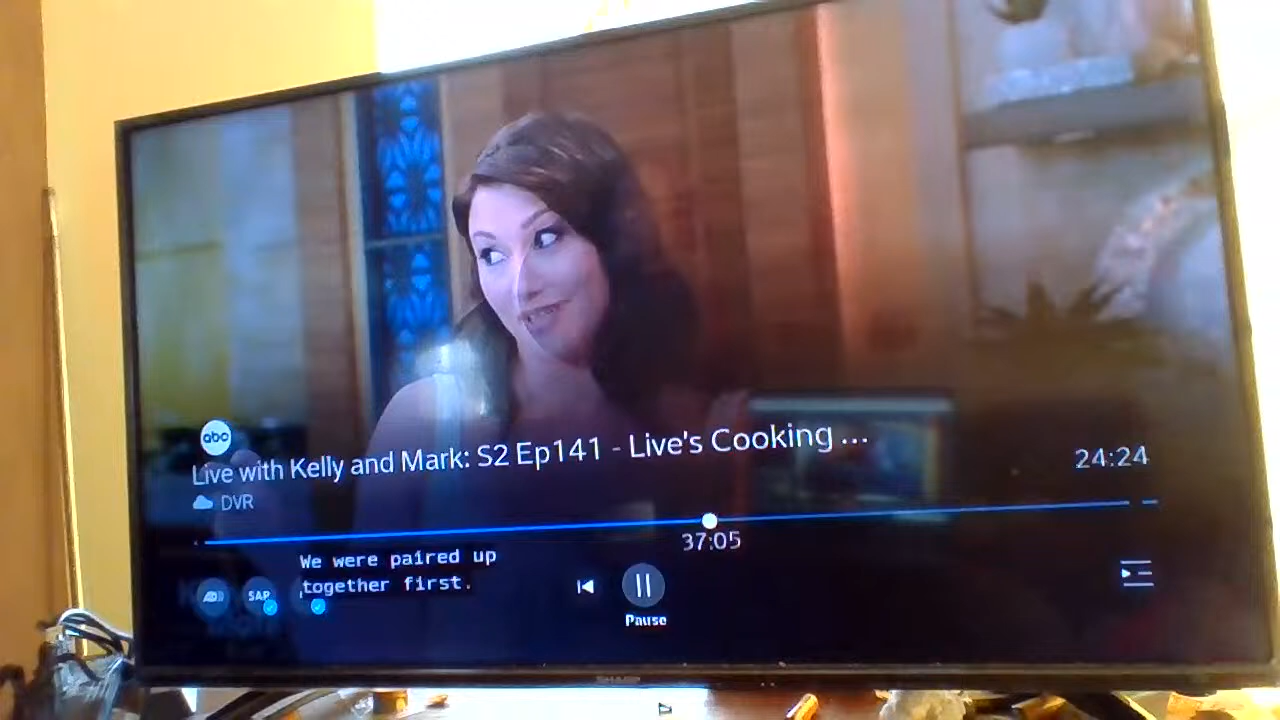 abc
Live with Kelly and Mark: S2 Ep141 - Live's Cooking ...
24:24
DVR
37:05
We were paired up
together first.
AD
SAP
Pause
SHARP